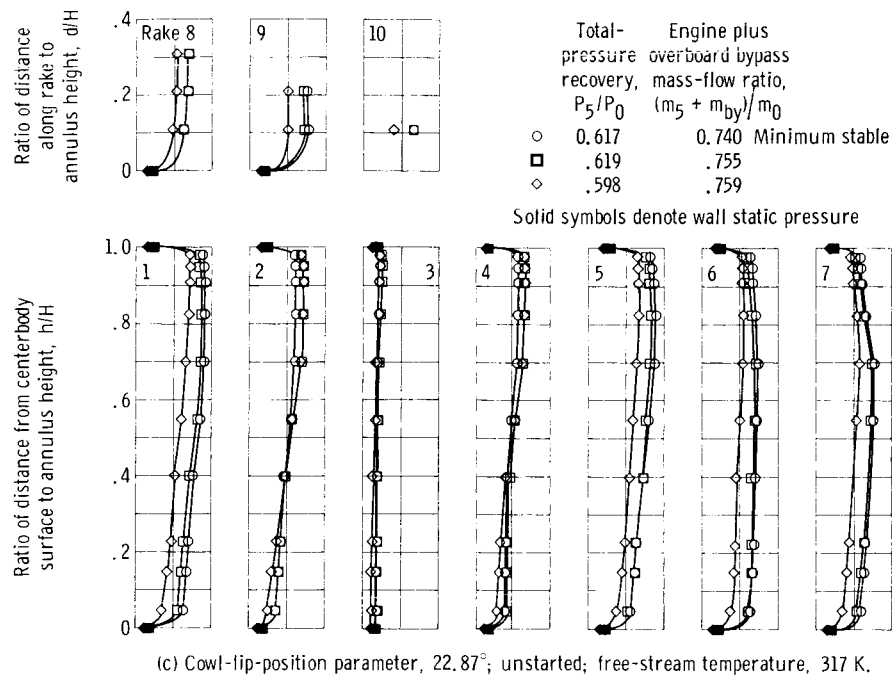 Ratio of distance
along rake to
annulus height, d/H
.4
.2
0
Rake 8
9
10
Total-
pressure
recovery,
P5/P0
Engine plus
overboard bypass
mass-flow ratio,
(m5 + mby)/m0
○ 0.617 0.740 Minimum stable
□ .619 .755
◇ .598 .759
Solid symbols denote wall static pressure
Ratio of distance from centerbody
surface to annulus height, h/H
1.0
.8
.6
.4
.2
0
1
2
3
4
5
6
7
(c) Cowl-lip-position parameter, 22.87°; unstarted; free-stream temperature, 317 K.